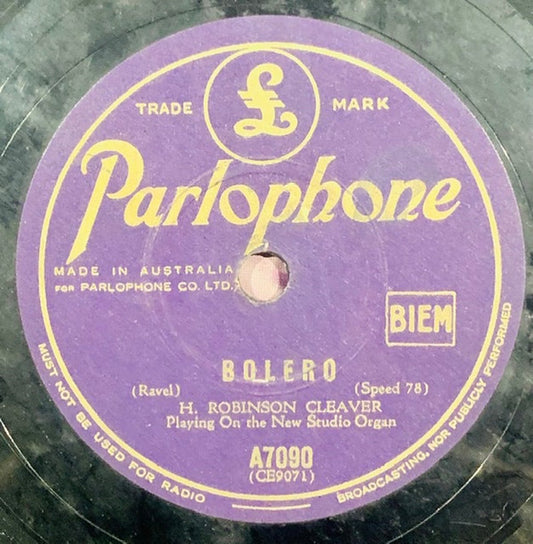 £
TRADE MARK
Parlophone
MADE IN AUSTRALIA
FOR PARLOPHONE CO. LTD.
BIEM
BOLERO
(Ravel) (Speed 78)
H. ROBINSON CLEAVER
Playing On the New Studio Organ
A7090
(CE9071)
MUST NOT BE USED FOR RADIO BROADCASTING, NOR PUBLICLY PERFORMED